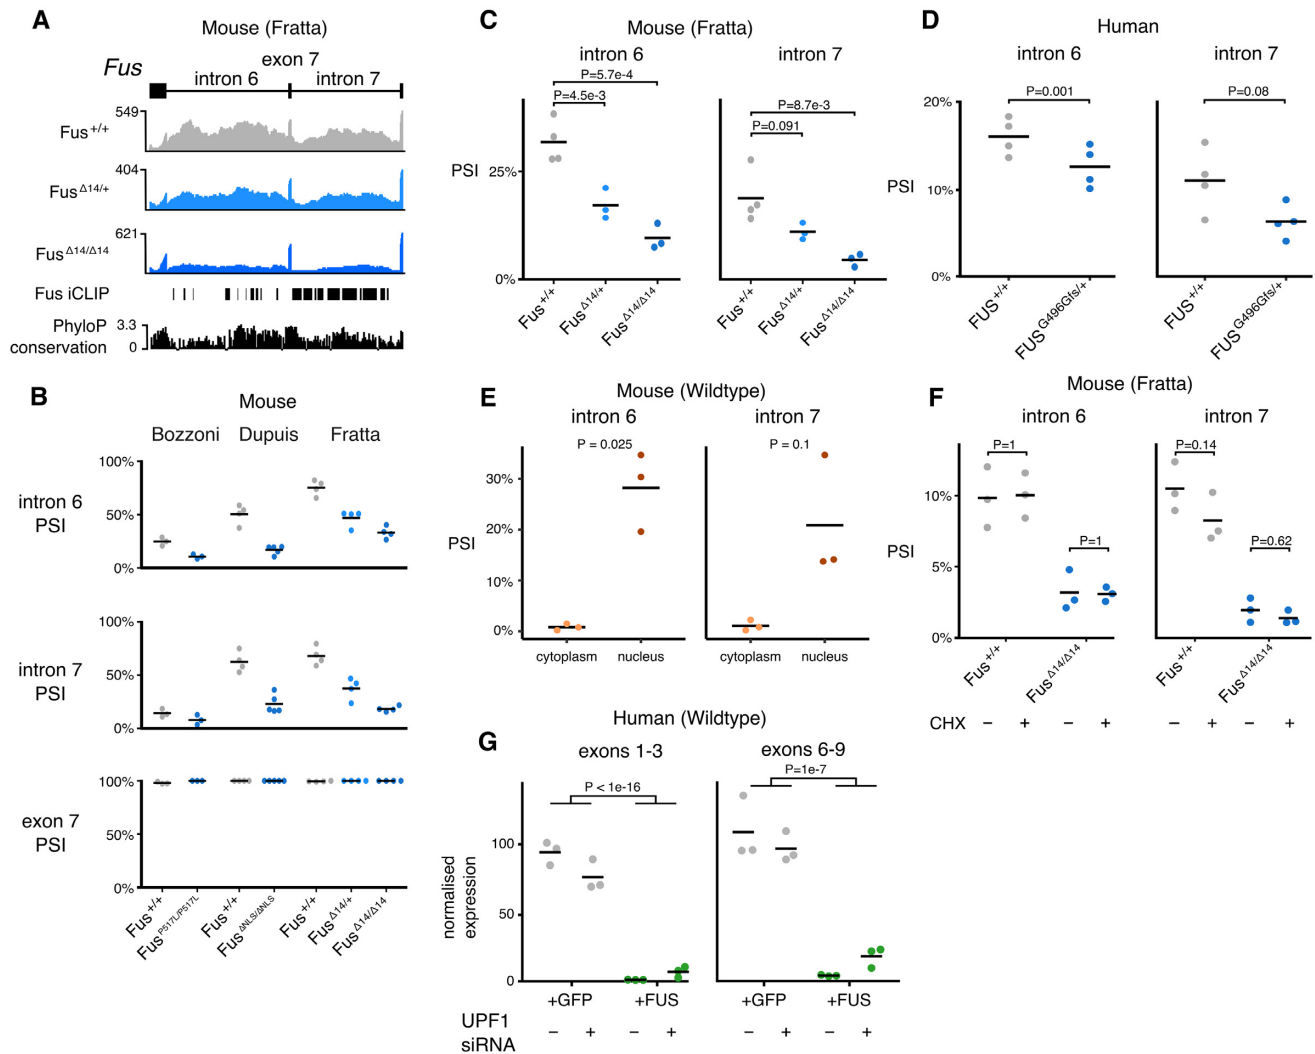 A
Mouse (Fratta)
Fus
exon 7
intron 6
intron 7
549
Fus+/+
404
FusΔ14/+
621
FusΔ14/Δ14
Fus iCLIP
PhyloP
conservation
3.3
0
B
Mouse
Bozzoni
Dupuis
Fratta
intron 6
PSI
100%
50%
0%
intron 7
PSI
100%
50%
0%
exon 7
PSI
100%
50%
0%
Fus+/+
FusP517L/P517L
Fus+/+
FusΔNLS/ΔNLS
Fus+/+
FusΔ14/+
FusΔ14/Δ14
C
Mouse (Fratta)
intron 6
intron 7
P=5.7e-4
P=4.5e-3
P=8.7e-3
P=0.091
PSI
25%
0%
Fus+/+
FusΔ14/+
FusΔ14/Δ14
Fus+/+
FusΔ14/+
FusΔ14/Δ14
D
Human
intron 6
intron 7
P=0.001
P=0.08
20%
PSI
10%
0%
FUS+/+
FUSG496Gfs/+
FUS+/+
FUSG496Gfs/+
E
Mouse (Wildtype)
intron 6
intron 7
P = 0.025
P = 0.1
30%
20%
PSI
10%
0%
cytoplasm
nucleus
cytoplasm
nucleus
F
Mouse (Fratta)
intron 6
intron 7
P=1
P=0.14
P=1
P=0.62
10%
PSI
5%
0%
Fus+/+
FusΔ14/Δ14
Fus+/+
FusΔ14/Δ14
CHX
− + − + − + − +
G
Human (Wildtype)
exons 1-3
exons 6-9
P < 1e-16
P=1e-7
normalised
expression
100
50
0
+GFP
+FUS
+GFP
+FUS
UPF1
siRNA
− + − + − + − +